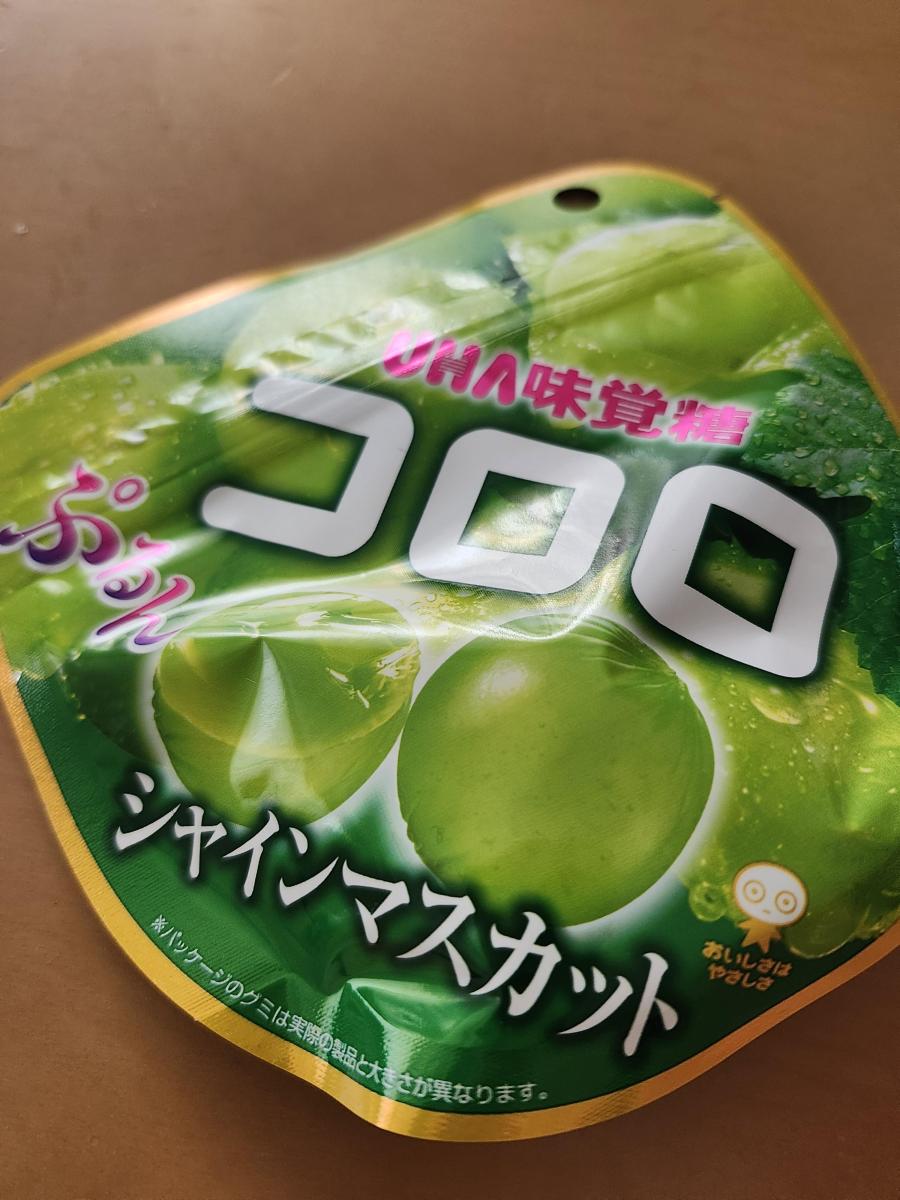 UHA味覚糖
コロロ
ぷるん
シャインマスカット
おいしさは
やさしさ
※パッケージのグミは実際の製品と大きさが異なります。